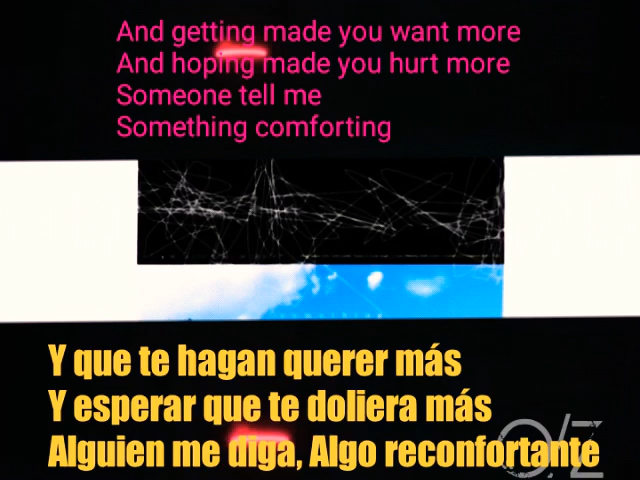 And getting made you want more
And hoping made you hurt more
Someone tell me
Something comforting
Y que te hagan querer más
Y esperar que te doliera más
Alguien me diga, Algo reconfortante
O/Z